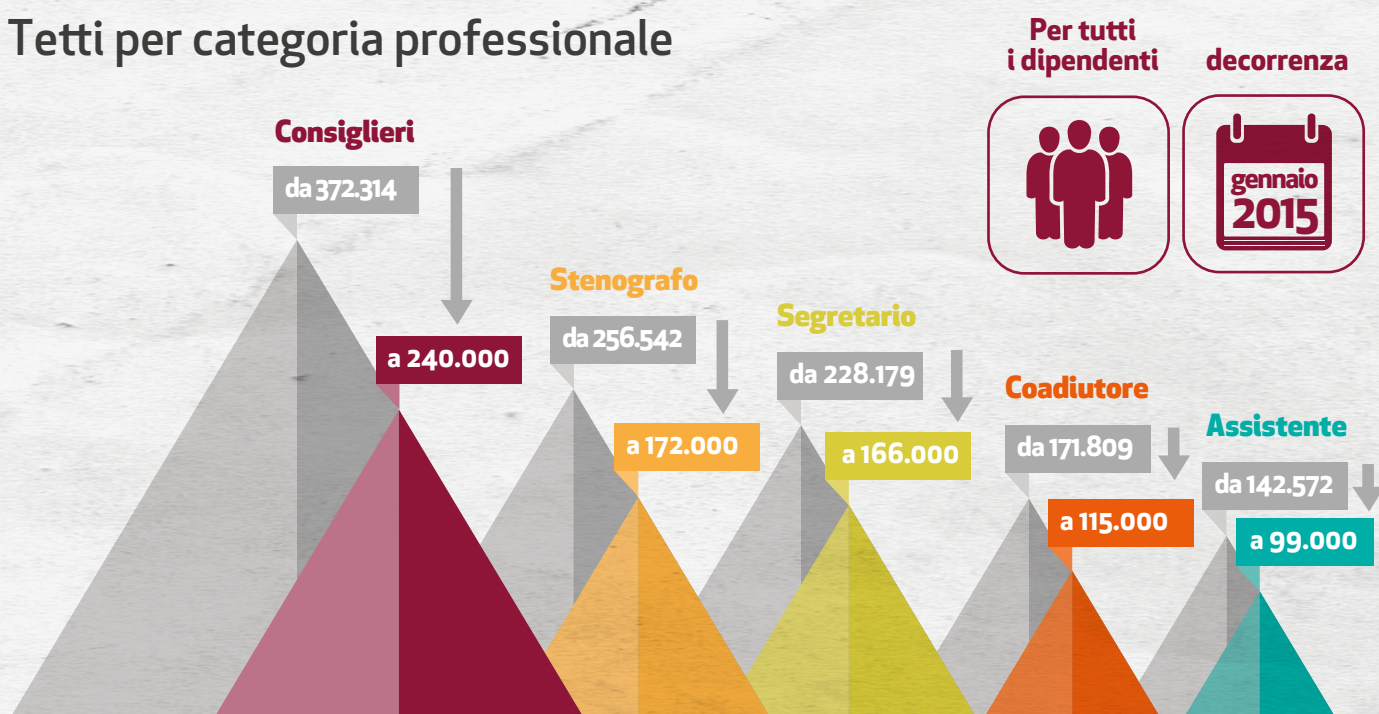 Tetti per categoria professionale
Per tutti
i dipendenti
decorrenza
gennaio
2015
Consiglieri
da 372.314
a 240.000
Stenografo
da 256.542
a 172.000
Segretario
da 228.179
a 166.000
Coadiutore
da 171.809
a 115.000
Assistente
da 142.572
a 99.000